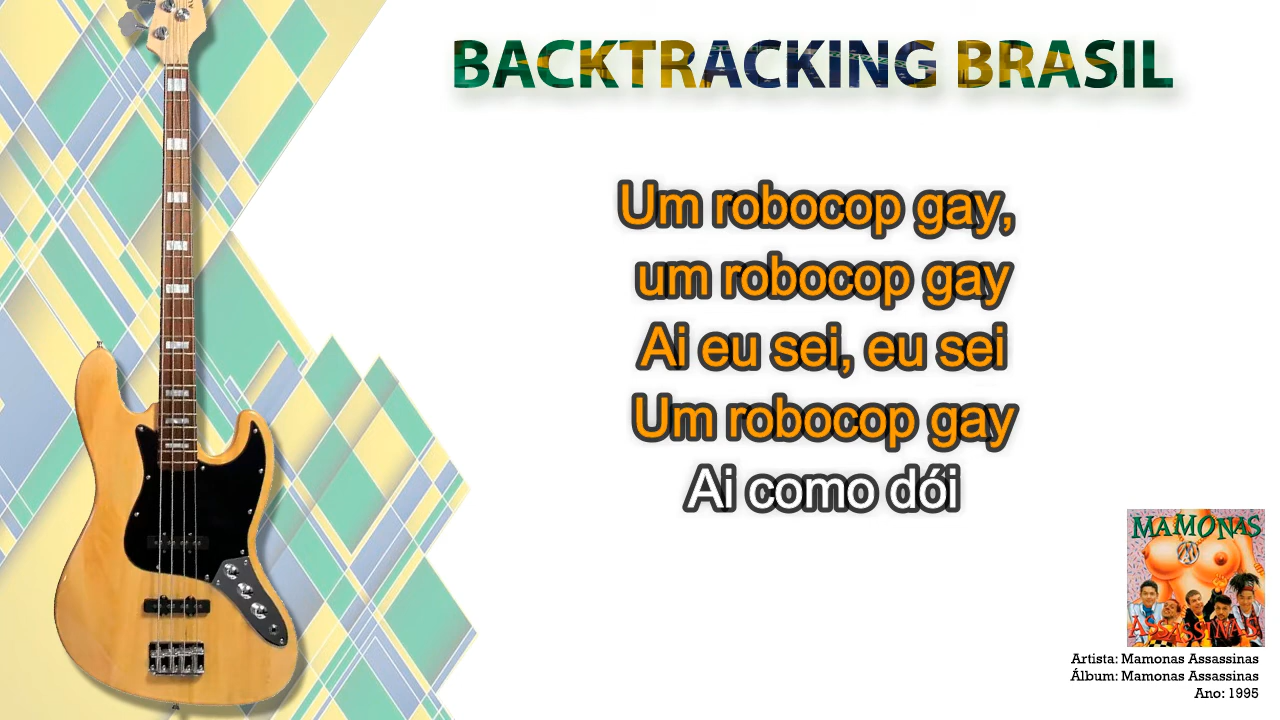 BACKTRACKING BRASIL
Um robocop gay,
um robocop gay
Ai eu sei, eu sei
Um robocop gay
Ai como dói
MAMONAS
ASSASSINAS
Artista: Mamonas Assassinas
Álbum: Mamonas Assassinas
Ano: 1995